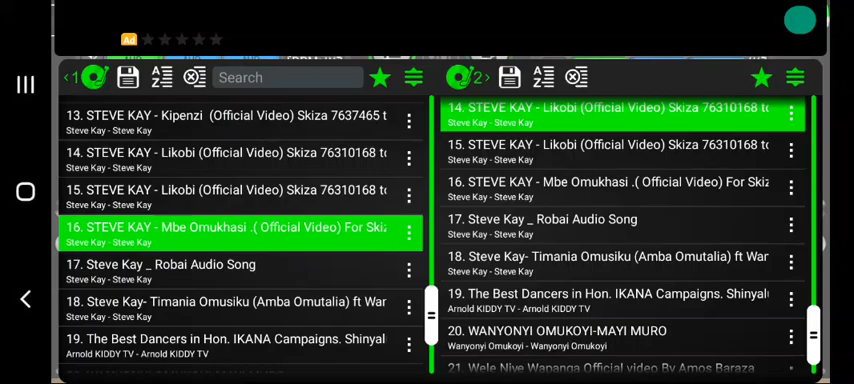 Ad
1
Search
13. STEVE KAY - Kipenzi (Official Video) Skiza 7637465 t
Steve Kay - Steve Kay
14. STEVE KAY - Likobi (Official Video) Skiza 76310168 to
Steve Kay - Steve Kay
15. STEVE KAY - Likobi (Official Video) Skiza 76310168 to
Steve Kay - Steve Kay
16. STEVE KAY - Mbe Omukhasi .( Official Video) For Skiz
Steve Kay - Steve Kay
17. Steve Kay _ Robai Audio Song
Steve Kay - Steve Kay
18. Steve Kay- Timania Omusiku (Amba Omutalia) ft War
Steve Kay - Steve Kay
19. The Best Dancers in Hon. IKANA Campaigns. Shinyal
Arnold KIDDY TV - Arnold KIDDY TV
2
14. STEVE KAY - Likobi (Official Video) Skiza 76310168 to
Steve Kay - Steve Kay
15. STEVE KAY - Likobi (Official Video) Skiza 76310168 to
Steve Kay - Steve Kay
16. STEVE KAY - Mbe Omukhasi .( Official Video) For Skiz
Steve Kay - Steve Kay
17. Steve Kay _ Robai Audio Song
Steve Kay - Steve Kay
18. Steve Kay- Timania Omusiku (Amba Omutalia) ft War
Steve Kay - Steve Kay
19. The Best Dancers in Hon. IKANA Campaigns. Shinyalu
Arnold KIDDY TV - Arnold KIDDY TV
20. WANYONYI OMUKOYI-MAYI MURO
Wanyonyi Omukoyi - Wanyonyi Omukoyi
21. Wele Niye Wapanga Official video By Amos Baraza